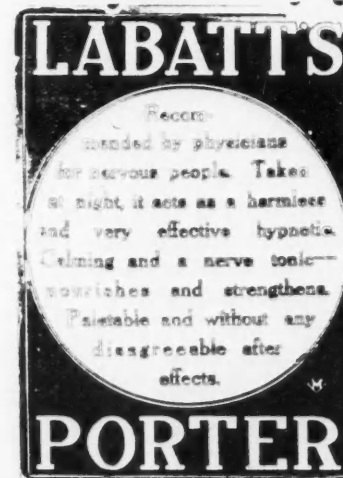 LABATT'S
Recom-
mended by physicians
for nervous people. Taken
at night, it acts as a harmless
and very effective hypnotic.
Calming and a nerve tonic—
nourishes and strengthens.
Palatable and without any
disagreeable after
effects.
PORTER